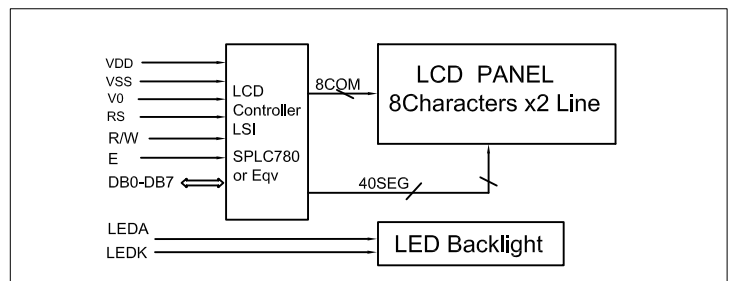 VDD
VSS
V0
RS
R/W
E
DB0-DB7
LCD
Controller
LSI
SPLC780
or Eqv
8COM
40SEG
LCD PANEL
8Characters x2 Line
LEDA
LEDK
LED Backlight